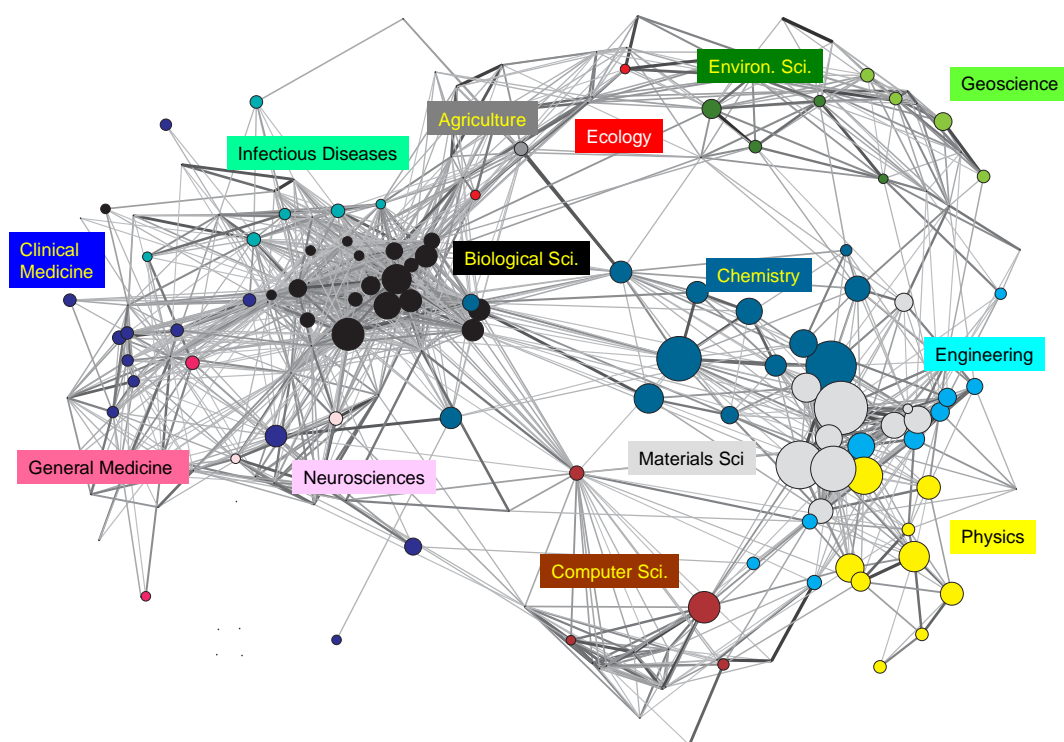 Environ. Sci.
Geoscience
Agriculture
Ecology
Infectious Diseases
Clinical
Medicine
Biological Sci.
Chemistry
Engineering
General Medicine
Neurosciences
Materials Sci
Physics
Computer Sci.